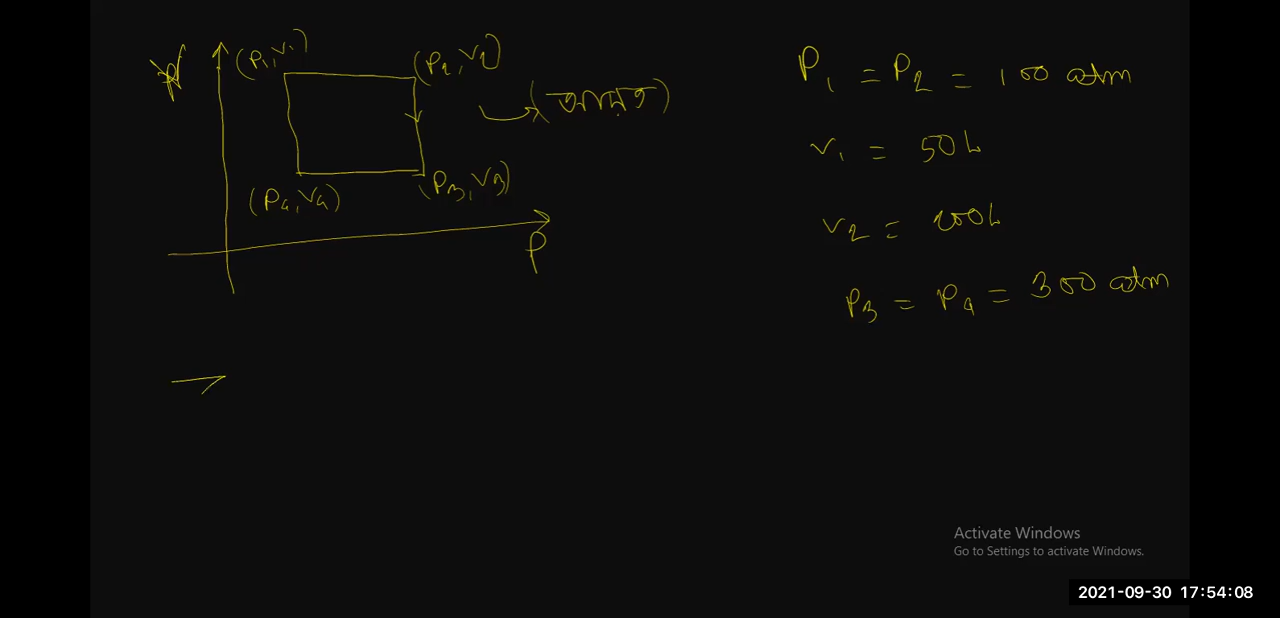 (P₁, V₁)
(P₂, V₂)
(P₄, V₄)
(P₃, V₃)
P
P₁ = P₂ = 100 atm
V₁ = 50L
V₂ = 200L
P₃ = P₄ = 300 atm
Activate Windows
Go to Settings to activate Windows.
2021-09-30 17:54:08